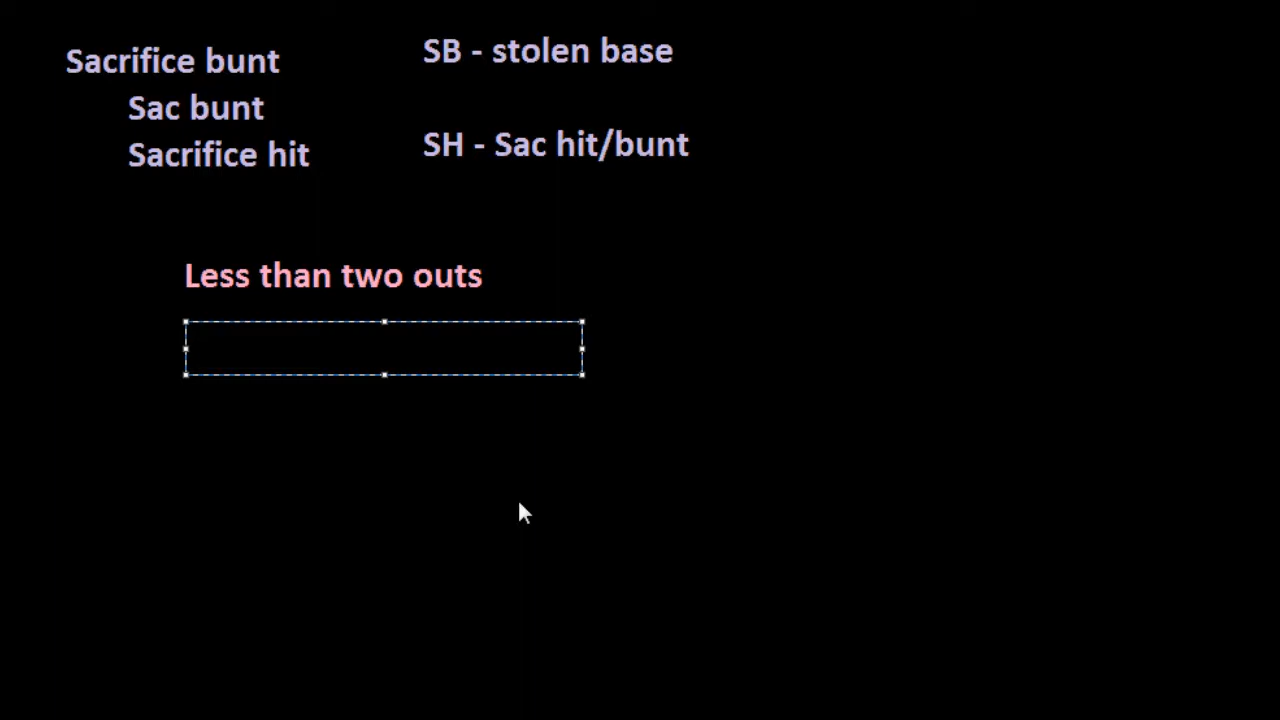 Sacrifice bunt
Sac bunt
Sacrifice hit
SB - stolen base
SH - Sac hit/bunt
Less than two outs